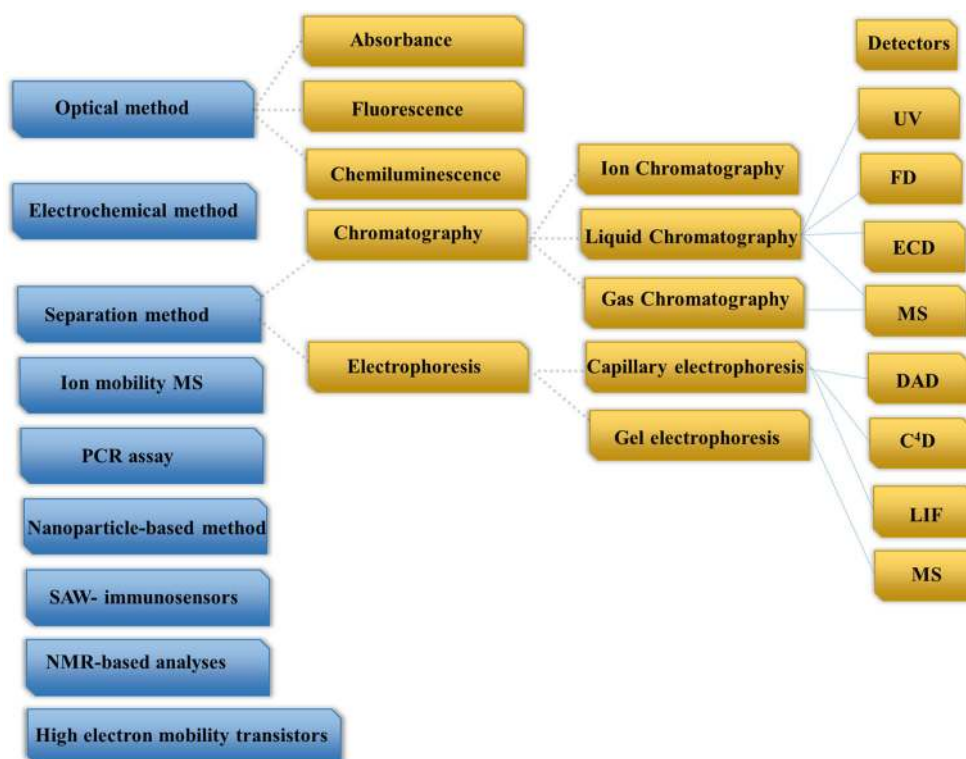 Optical method
Electrochemical method
Separation method
Ion mobility MS
PCR assay
Nanoparticle-based method
SAW- immunosensors
NMR-based analyses
High electron mobility transistors
Absorbance
Fluorescence
Chemiluminescence
Chromatography
Electrophoresis
Ion Chromatography
Liquid Chromatography
Gas Chromatography
Capillary electrophoresis
Gel electrophoresis
Detectors
UV
FD
ECD
MS
DAD
C⁴D
LIF
MS